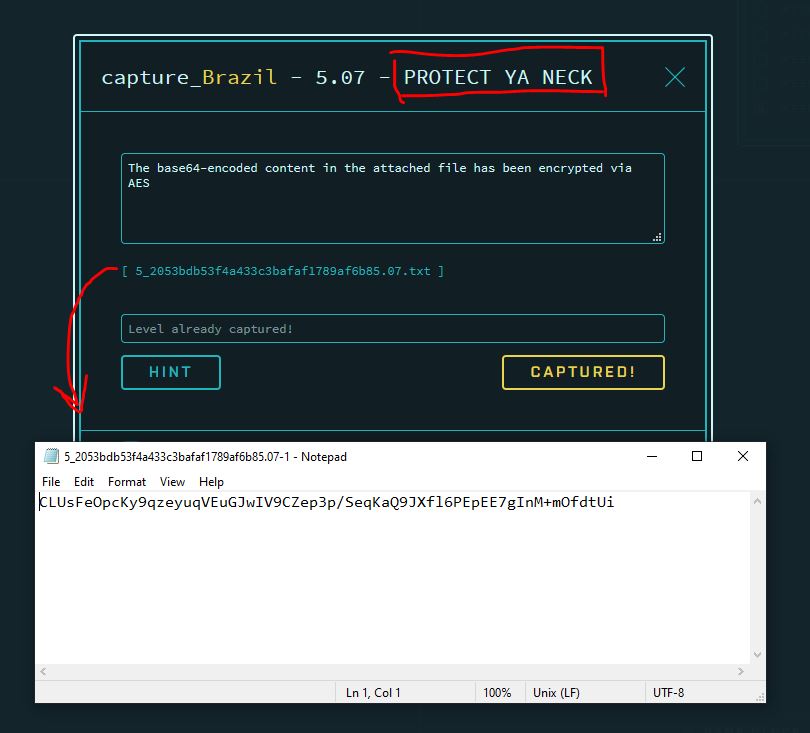 capture_Brazil - 5.07 - PROTECT YA NECK
The base64-encoded content in the attached file has been encrypted via
AES
[ 5_2053bdb53f4a433c3bafaf1789af6b85.07.txt ]
Level already captured!
HINT CAPTURED!
5_2053bdb53f4a433c3bafaf1789af6b85.07-1 - Notepad
File Edit Format View Help
CLUsFeOpcKy9qzeyuqVEuGJwIV9CZep3p/SeqKaQ9JXfl6PEpEE7gInM+mOfdtUi
Ln 1, Col 1 100% Unix (LF) UTF-8